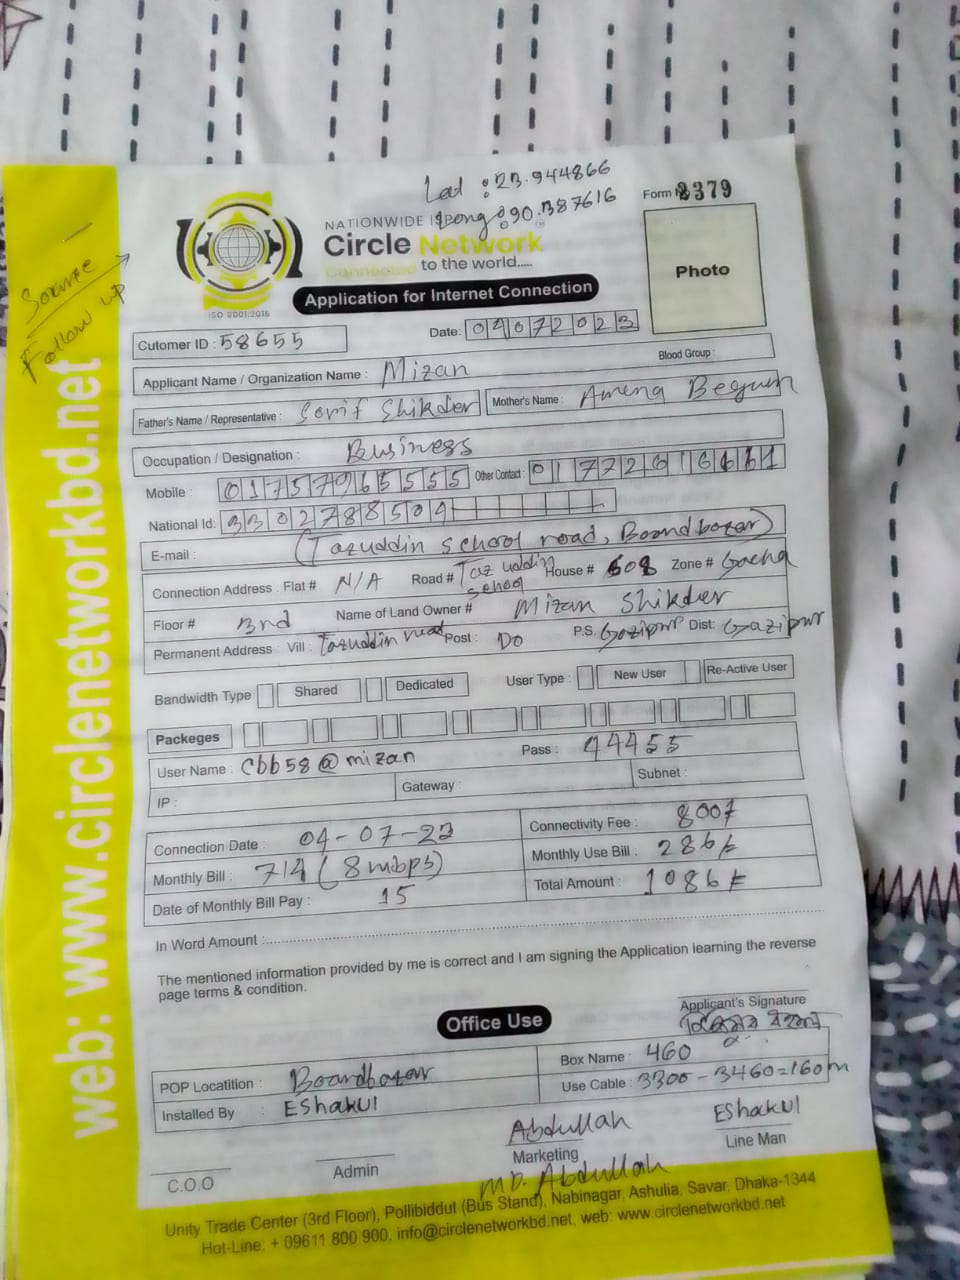 Lad : 23.944866
Long : 90.387616
Form 2379
NATIONWIDE
Circle Network
Connected to the world.....
ISO 9001:2015
Application for Internet Connection
Photo
Source
Follow up
Cutomer ID : 58655
Date: 04072023
Blood Group :
Applicant Name / Organization Name : Mizan
Father's Name / Representative : Sorif Shikder
Mother's Name : Amena Begum
Occupation / Designation : Business
Mobile : 01757965555
Other Contact :
National Id: 3302788509
E-mail : (Tazuddin school road, Boardbazar)
Connection Address : Flat # N/A Road # Tazuddin school House # 608 Zone # Gacha
Floor # 3rd Name of Land Owner # Mizan Shikder
Permanent Address : Vill : Tazuddin road Post : Do P.S. Gazipur Dist: Gazipur
Bandwidth Type Shared Dedicated User Type : New User Re-Active User
Packeges
User Name : cbb58@mizan Pass : 44455
IP : Gateway : Subnet :
Connection Date : 04-07-23 Connectivity Fee : 800/
Monthly Bill : 714 (8 mbps) Monthly Use Bill : 286/
Date of Monthly Bill Pay : 15 Total Amount : 1086/
In Word Amount :
The mentioned information provided by me is correct and I am signing the Application learning the reverse
page terms & condition.
Applicant's Signature
Office Use
POP Locatition : Boardbazar Box Name : 460
Installed By Eshakul Use Cable : 3300 - 3460 = 160m
Abdullah Eshakul
C.O.O Admin Marketing Line Man
MD. Abdullah
Unity Trade Center (3rd Floor), Pollibiddut (Bus Stand), Nabinagar, Ashulia, Savar, Dhaka-1344
Hot-Line: + 09611 800 900, info@circlenetworkbd.net, web: www.circlenetworkbd.net
web: www.circlenetworkbd.net